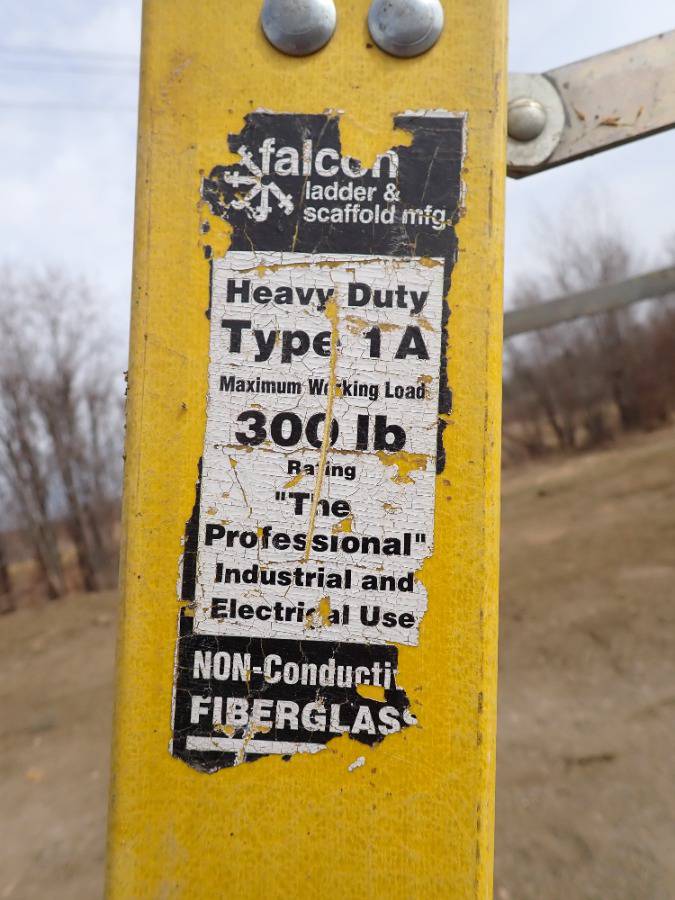 falcon
ladder &
scaffold mfg.
Heavy Duty
Type 1A
Maximum Working Load
300 lb
Rating
"The
Professional"
Industrial and
Electrical Use
NON-Conducti
FIBERGLASS